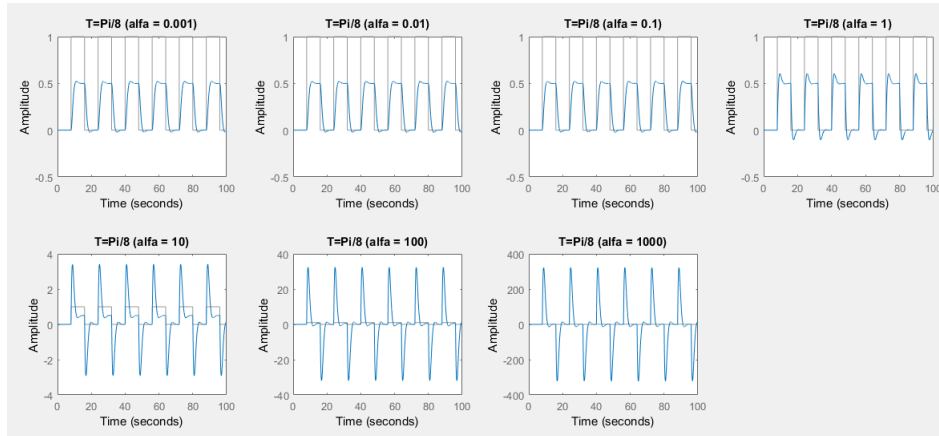 T=Pi/8 (alfa = 0.001)
1
0.5
0
-0.5
Amplitude
0 20 40 60 80 100
Time (seconds)
T=Pi/8 (alfa = 0.01)
1
0.5
0
-0.5
Amplitude
0 20 40 60 80 100
Time (seconds)
T=Pi/8 (alfa = 0.1)
1
0.5
0
-0.5
Amplitude
0 20 40 60 80 100
Time (seconds)
T=Pi/8 (alfa = 1)
1
0.5
0
-0.5
Amplitude
0 20 40 60 80 100
Time (seconds)
T=Pi/8 (alfa = 10)
4
2
0
-2
-4
Amplitude
0 20 40 60 80 100
Time (seconds)
T=Pi/8 (alfa = 100)
40
20
0
-20
-40
Amplitude
0 20 40 60 80 100
Time (seconds)
T=Pi/8 (alfa = 1000)
400
200
0
-200
-400
Amplitude
0 20 40 60 80 100
Time (seconds)